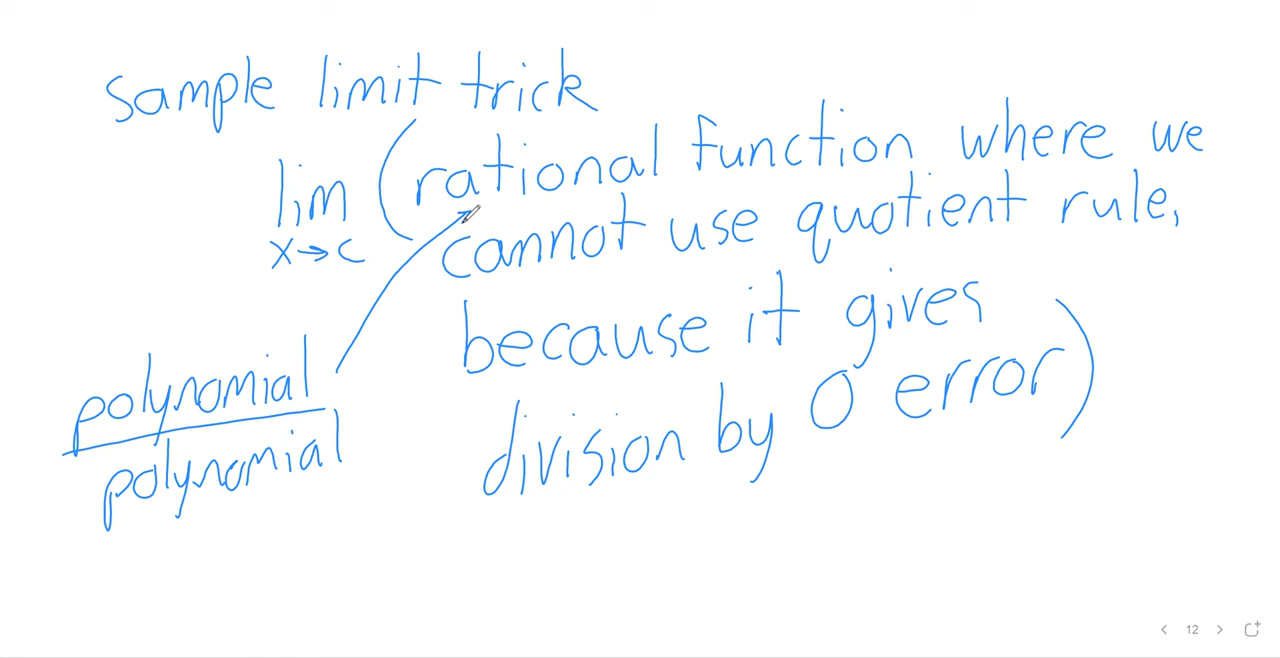 sample limit trick
lim (rational function where we
x→c cannot use quotient rule,
because it gives
division by 0 error)
polynomial
polynomial
12